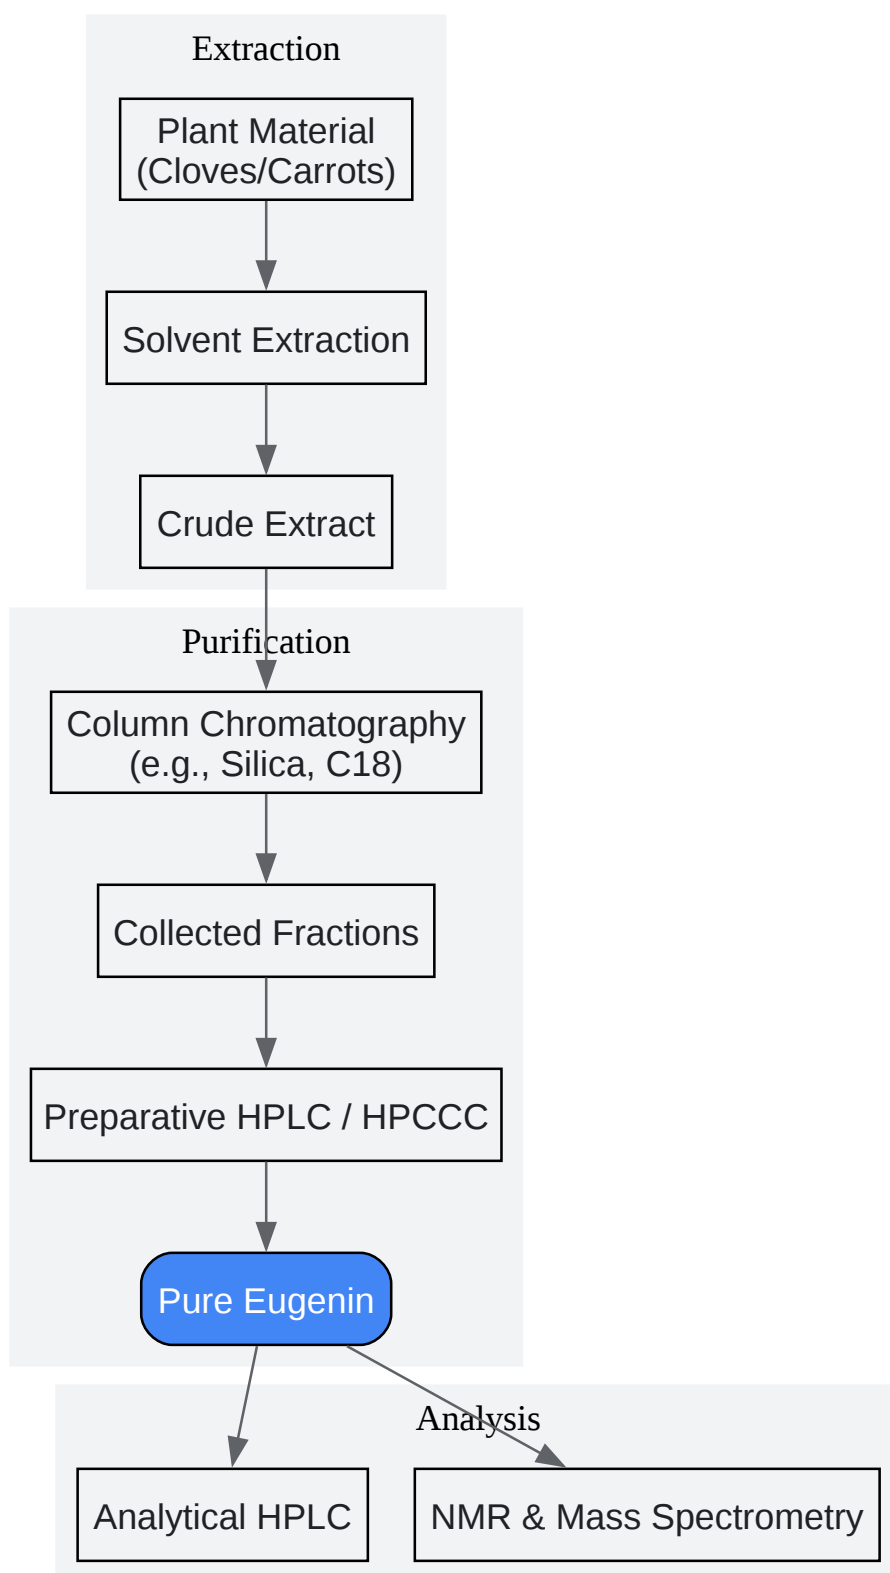 Extraction
Plant Material
(Cloves/Carrots)
Solvent Extraction
Crude Extract
Purification
Column Chromatography
(e.g., Silica, C18)
Collected Fractions
Preparative HPLC / HPCCC
Pure Eugenin
Analysis
Analytical HPLC
NMR & Mass Spectrometry